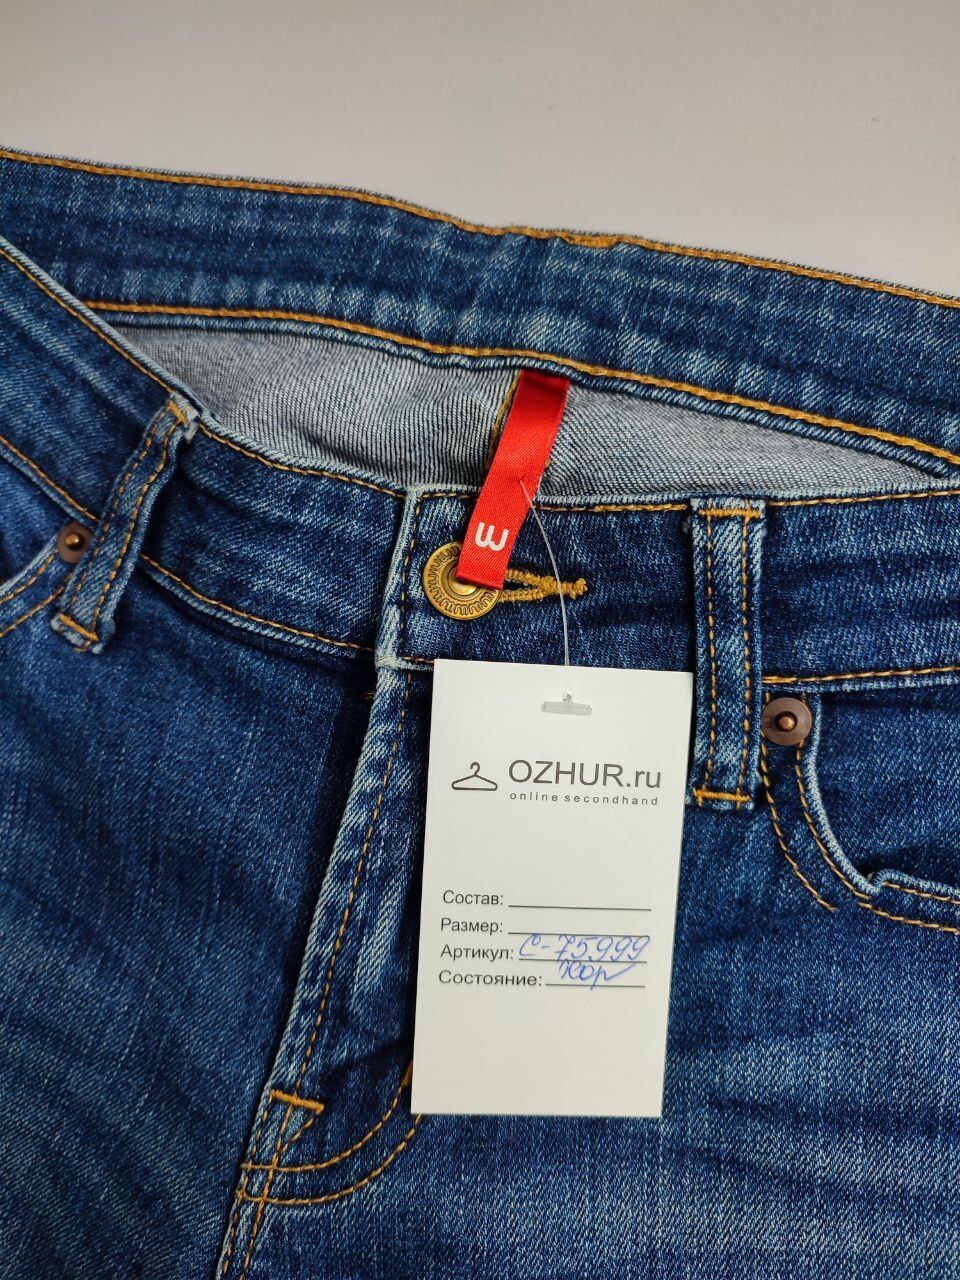 W
OZHUR.ru
online secondhand
Состав:
Размер:
Артикул: С-75999
Состояние: хор